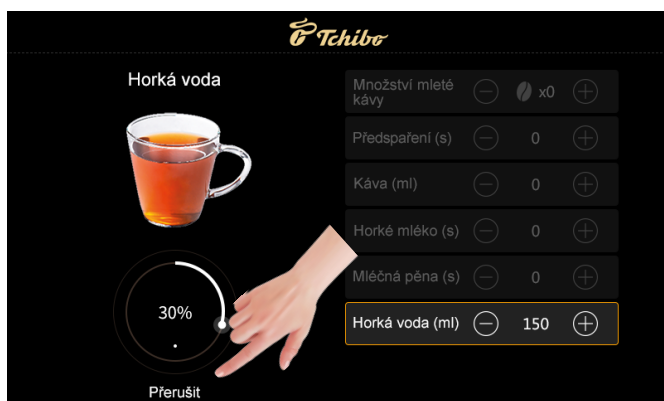 Tchibo
Horká voda
Množství mleté
kávy
x0
Předspaření (s)
0
Káva (ml)
0
Horké mléko (s)
0
Mléčná pěna (s)
0
Horká voda (ml)
150
30%
Přerušit